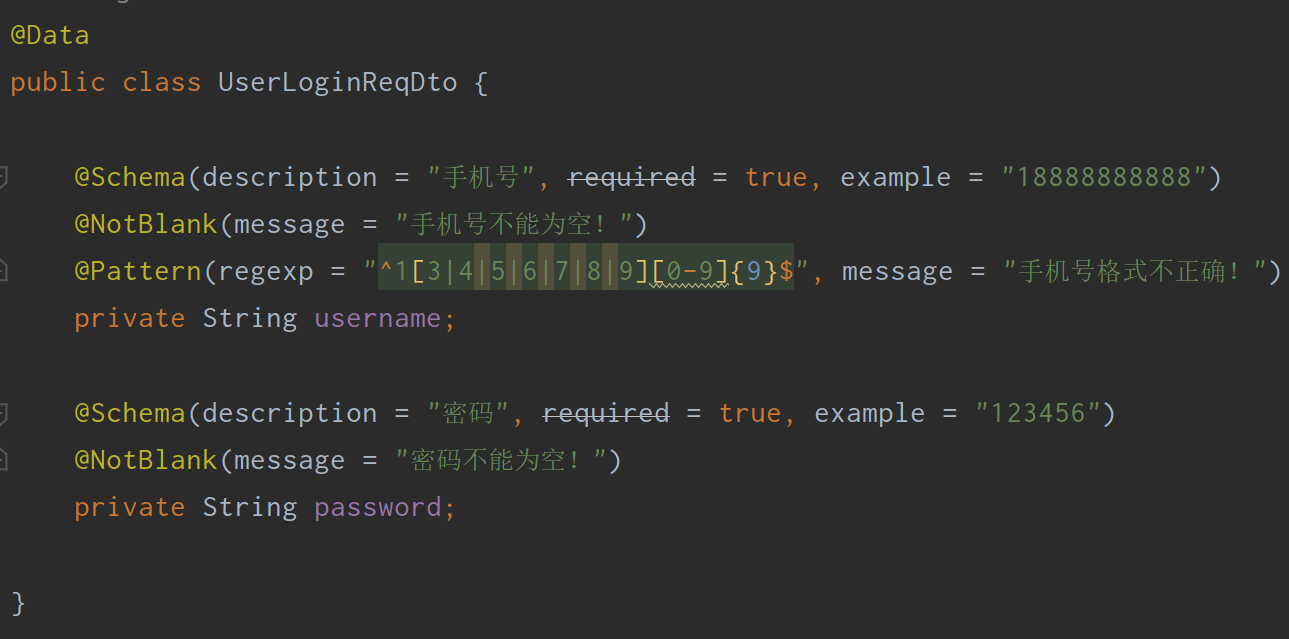 @Data
public class UserLoginReqDto {
@Schema(description = "手机号", required = true, example = "18888888888")
@NotBlank(message = "手机号不能为空！")
@Pattern(regexp = "^1[3|4|5|6|7|8|9][0-9]{9}$", message = "手机号格式不正确！")
private String username;
@Schema(description = "密码", required = true, example = "123456")
@NotBlank(message = "密码不能为空！")
private String password;
}